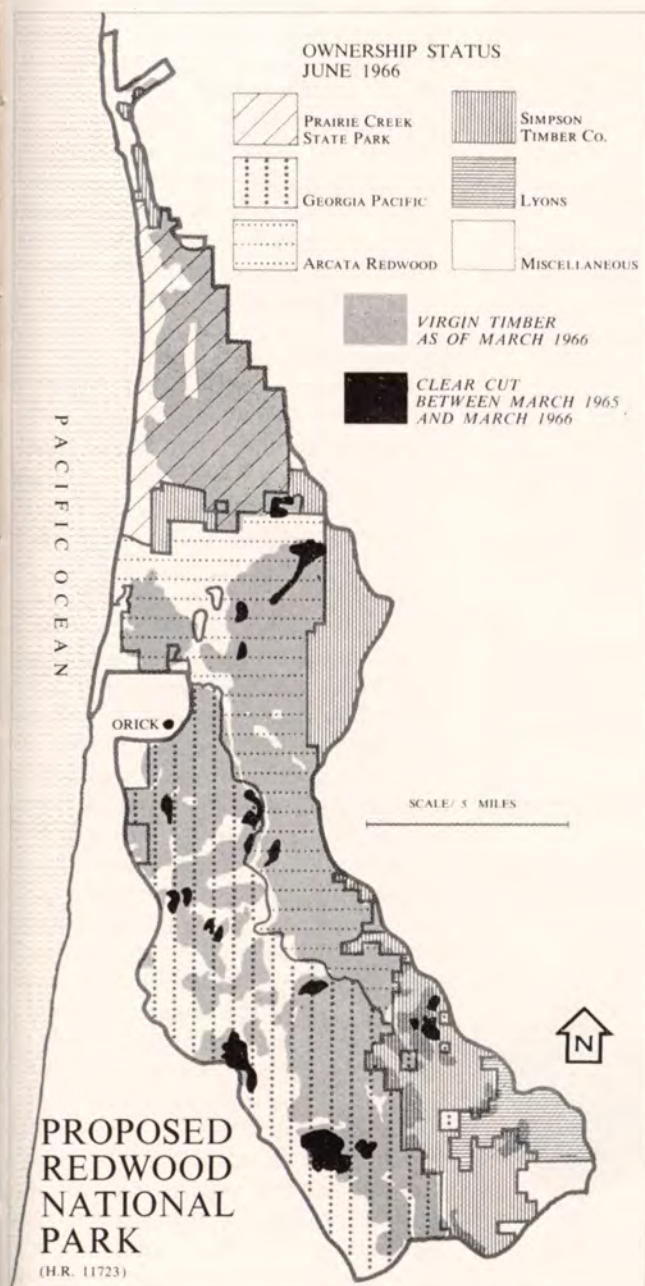 OWNERSHIP STATUS
JUNE 1966
PRAIRIE CREEK
STATE PARK
SIMPSON
TIMBER CO.
GEORGIA PACIFIC
LYONS
ARCATA REDWOOD
MISCELLANEOUS
VIRGIN TIMBER
AS OF MARCH 1966
CLEAR CUT
BETWEEN MARCH 1965
AND MARCH 1966
PACIFIC OCEAN
ORICK
SCALE/ 5 MILES
N
PROPOSED
REDWOOD
NATIONAL
PARK
(H.R. 11723)